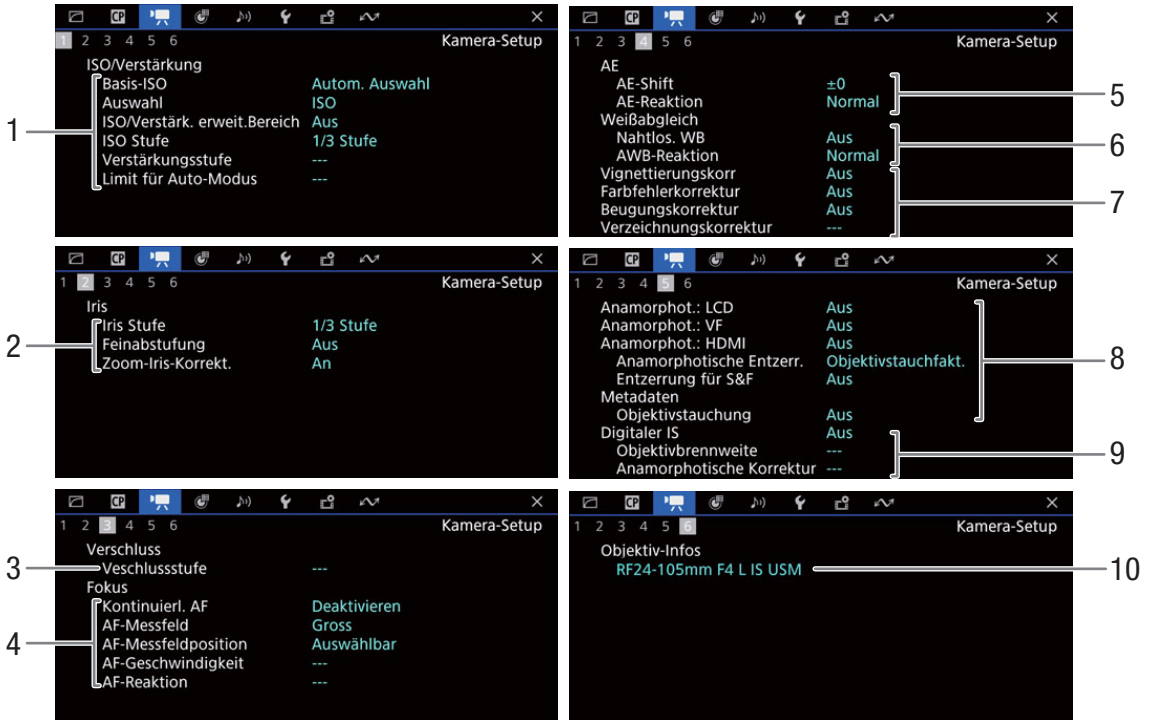 CP
1 2 3 4 5 6 Kamera-Setup
ISO/Verstärkung
Basis-ISO Autom. Auswahl
Auswahl ISO
ISO/Verstärk. erweit.Bereich Aus
ISO Stufe 1/3 Stufe
Verstärkungsstufe ---
Limit für Auto-Modus ---
1
CP
1 2 3 4 5 6 Kamera-Setup
Iris
Iris Stufe 1/3 Stufe
Feinabstufung Aus
Zoom-Iris-Korrekt. An
2
CP
1 2 3 4 5 6 Kamera-Setup
Verschluss
3 Veschlussstufe ---
Fokus
Kontinuierl. AF Deaktivieren
AF-Messfeld Gross
AF-Messfeldposition Auswählbar
AF-Geschwindigkeit ---
AF-Reaktion ---
4
CP
1 2 3 4 5 6 Kamera-Setup
AE
AE-Shift ±0
AE-Reaktion Normal
5
Weißabgleich
Nahtlos. WB Aus
AWB-Reaktion Normal
6
Vignettierungskorr Aus
Farbfehlerkorrektur Aus
Beugungskorrektur Aus
Verzeichnungskorrektur ---
7
CP
1 2 3 4 5 6 Kamera-Setup
Anamorphot.: LCD Aus
Anamorphot.: VF Aus
Anamorphot.: HDMI Aus
Anamorphotische Entzerr. Objektivstauchfakt.
Entzerrung für S&F Aus
Metadaten
Objektivstauchung Aus
8
Digitaler IS Aus
Objektivbrennweite ---
Anamorphotische Korrektur ---
9
CP
1 2 3 4 5 6 Kamera-Setup
Objektiv-Infos
RF24-105mm F4 L IS USM 10